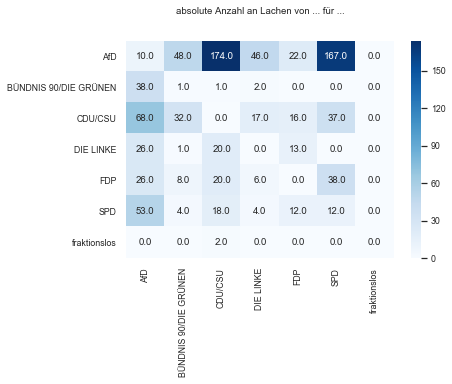 absolute Anzahl an Lachen von ... für ...
AfD 10.0 48.0 174.0 46.0 22.0 167.0 0.0
BÜNDNIS 90/DIE GRÜNEN 38.0 1.0 1.0 2.0 0.0 0.0 0.0
CDU/CSU 68.0 32.0 0.0 17.0 16.0 37.0 0.0
DIE LINKE 26.0 1.0 20.0 0.0 13.0 0.0 0.0
FDP 26.0 8.0 20.0 6.0 0.0 38.0 0.0
SPD 53.0 4.0 18.0 4.0 12.0 12.0 0.0
fraktionslos 0.0 0.0 2.0 0.0 0.0 0.0 0.0
AfD
BÜNDNIS 90/DIE GRÜNEN
CDU/CSU
DIE LINKE
FDP
SPD
fraktionslos
150
120
90
60
30
0